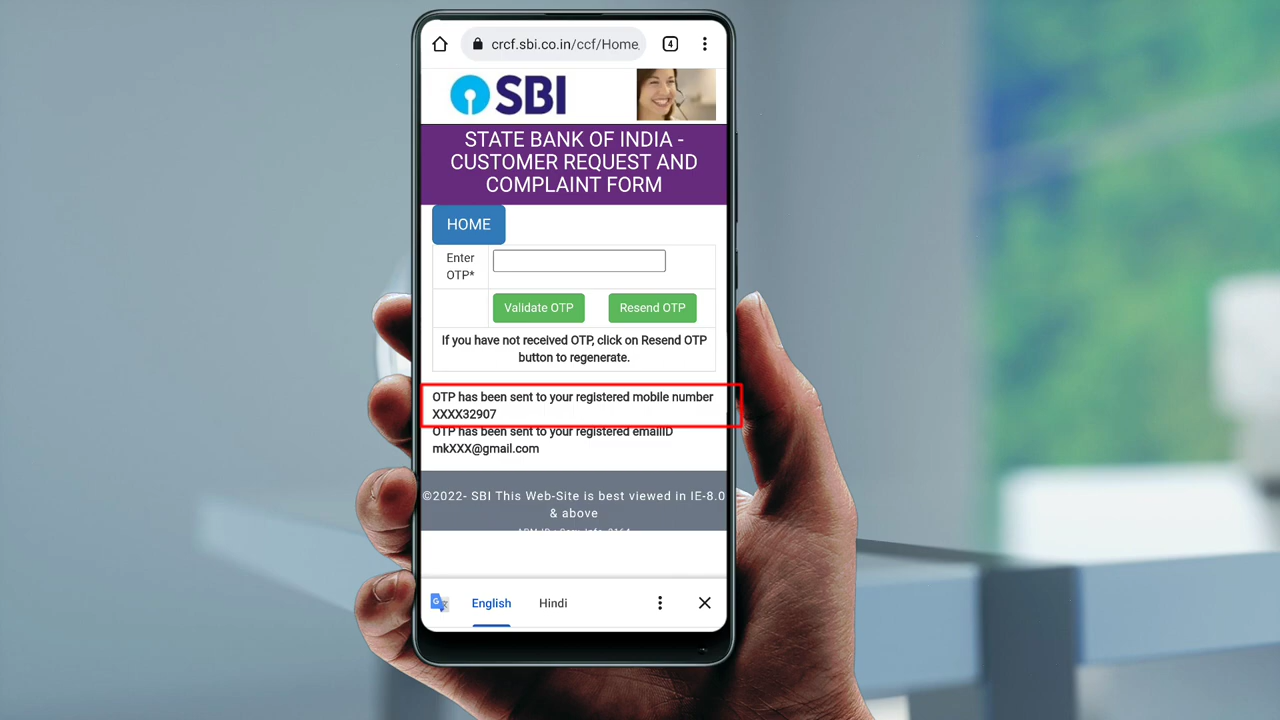 crcf.sbi.co.in/ccf/Home
4
SBI
STATE BANK OF INDIA -
CUSTOMER REQUEST AND
COMPLAINT FORM
HOME
Enter
OTP*
Validate OTP
Resend OTP
If you have not received OTP, click on Resend OTP
button to regenerate.
OTP has been sent to your registered mobile number
XXXX32907
OTP has been sent to your registered emailID
mkXXX@gmail.com
©2022- SBI This Web-Site is best viewed in IE-8.0
& above
English
Hindi